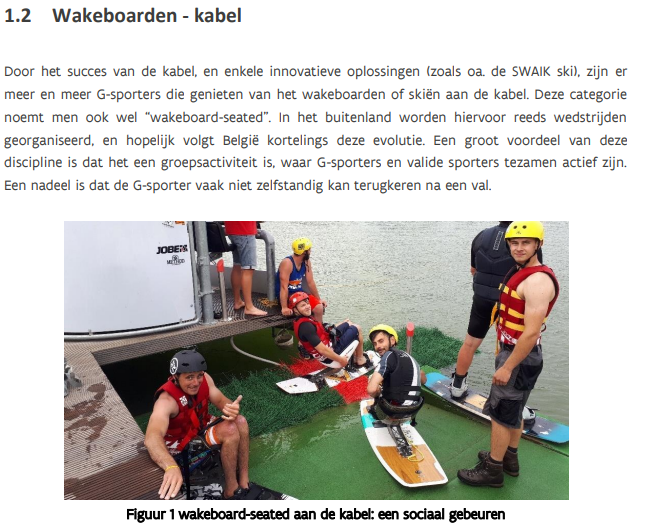 1.2 Wakeboarden - kabel
Door het succes van de kabel, en enkele innovatieve oplossingen (zoals oa. de SWAIK ski), zijn er
meer en meer G-sporters die genieten van het wakeboarden of skiën aan de kabel. Deze categorie
noemt men ook wel “wakeboard-seated”. In het buitenland worden hiervoor reeds wedstrijden
georganiseerd, en hopelijk volgt België kortelings deze evolutie. Een groot voordeel van deze
discipline is dat het een groepsactiviteit is, waar G-sporters en valide sporters tezamen actief zijn.
Een nadeel is dat de G-sporter vaak niet zelfstandig kan terugkeren na een val.
JOBE
METHOD
Figuur 1 wakeboard-seated aan de kabel: een sociaal gebeuren